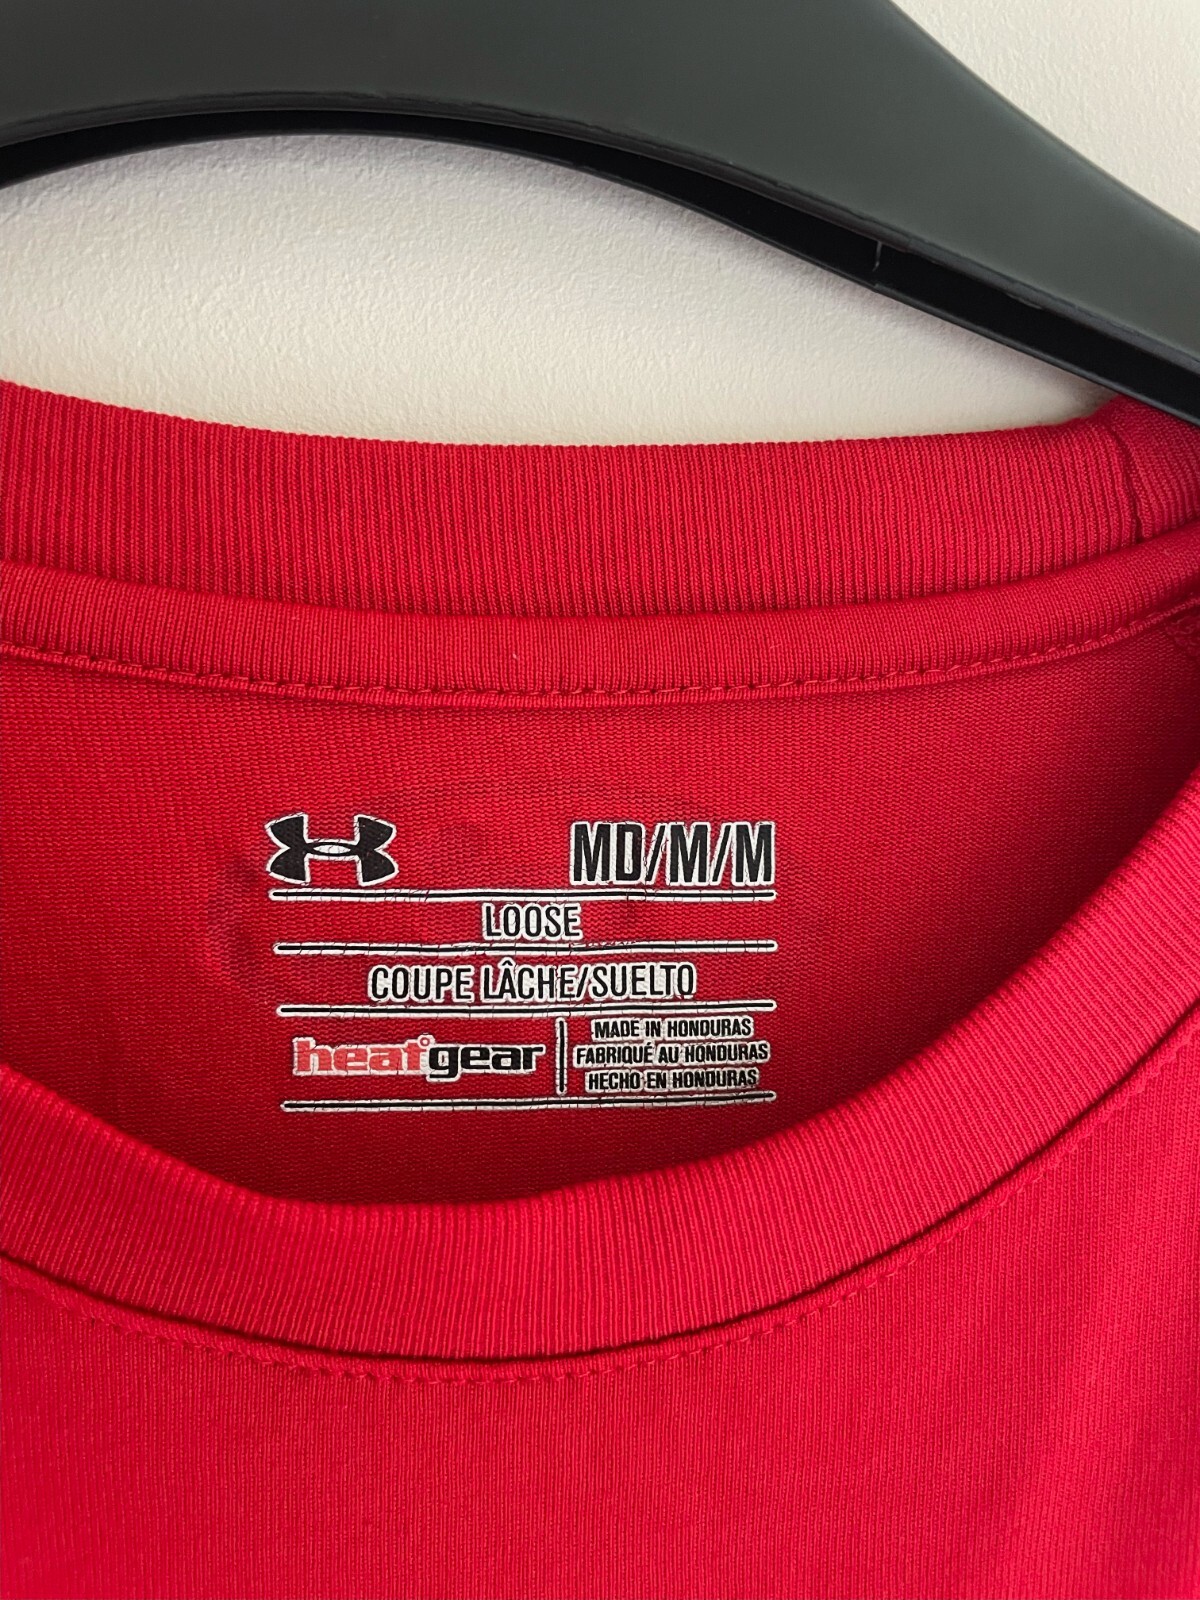 MD/M/M
LOOSE
COUPE LÂCHE/SUELTO
heatgear
MADE IN HONDURAS
FABRIQUÉ AU HONDURAS
HECHO EN HONDURAS